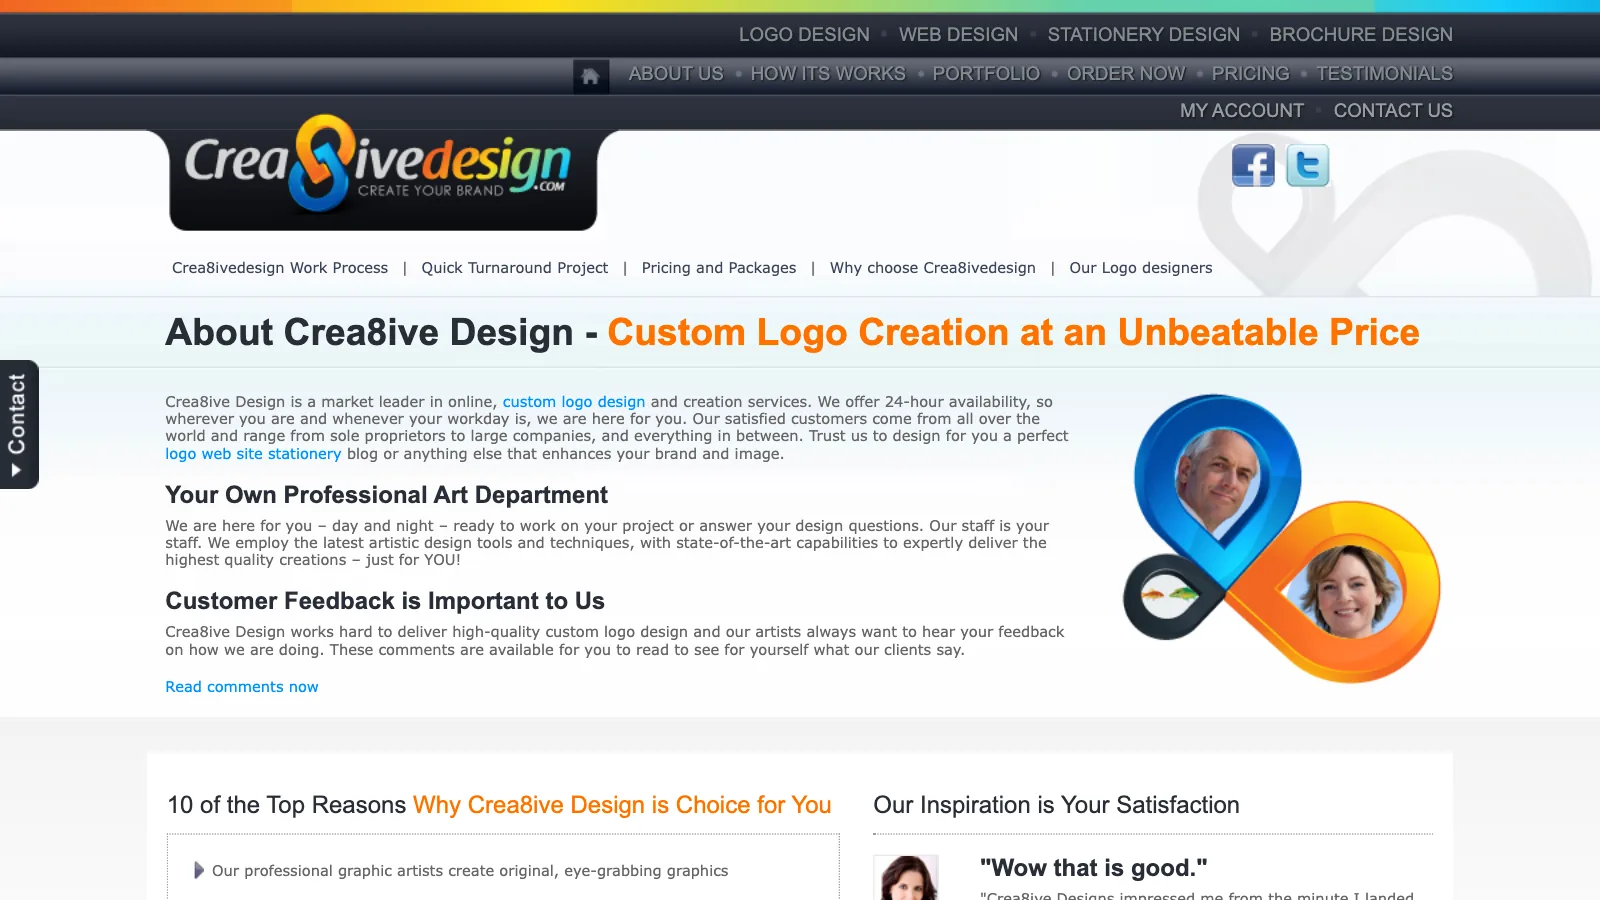 LOGO DESIGN WEB DESIGN STATIONERY DESIGN BROCHURE DESIGN
ABOUT US HOW ITS WORKS PORTFOLIO ORDER NOW PRICING TESTIMONIALS
MY ACCOUNT CONTACT US
Crea8ivedesign.COM
CREATE YOUR BRAND
Crea8ivedesign Work Process | Quick Turnaround Project | Pricing and Packages | Why choose Crea8ivedesign | Our Logo designers
About Crea8ive Design - Custom Logo Creation at an Unbeatable Price
Contact
Crea8ive Design is a market leader in online, custom logo design and creation services. We offer 24-hour availability, so
wherever you are and whenever your workday is, we are here for you. Our satisfied customers come from all over the
world and range from sole proprietors to large companies, and everything in between. Trust us to design for you a perfect
logo web site stationery blog or anything else that enhances your brand and image.
Your Own Professional Art Department
We are here for you – day and night – ready to work on your project or answer your design questions. Our staff is your
staff. We employ the latest artistic design tools and techniques, with state-of-the-art capabilities to expertly deliver the
highest quality creations – just for YOU!
Customer Feedback is Important to Us
Crea8ive Design works hard to deliver high-quality custom logo design and our artists always want to hear your feedback
on how we are doing. These comments are available for you to read to see for yourself what our clients say.
Read comments now
10 of the Top Reasons Why Crea8ive Design is Choice for You
Our professional graphic artists create original, eye-grabbing graphics
Our Inspiration is Your Satisfaction
"Wow that is good."
"Crea8ive Designs impressed me from the minute I landed